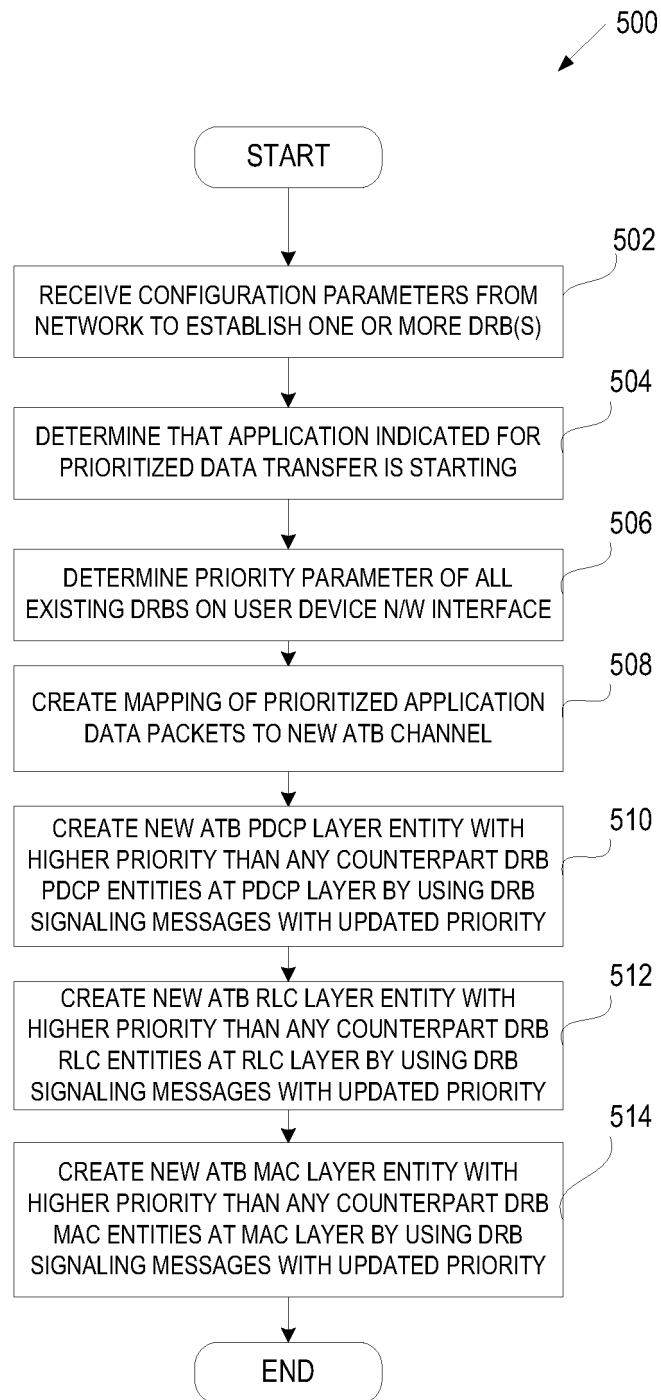 500
START
502
RECEIVE CONFIGURATION PARAMETERS FROM
NETWORK TO ESTABLISH ONE OR MORE DRB(S)
504
DETERMINE THAT APPLICATION INDICATED FOR
PRIORITIZED DATA TRANSFER IS STARTING
506
DETERMINE PRIORITY PARAMETER OF ALL
EXISTING DRBS ON USER DEVICE N/W INTERFACE
508
CREATE MAPPING OF PRIORITIZED APPLICATION
DATA PACKETS TO NEW ATB CHANNEL
510
CREATE NEW ATB PDCP LAYER ENTITY WITH
HIGHER PRIORITY THAN ANY COUNTERPART DRB
PDCP ENTITIES AT PDCP LAYER BY USING DRB
SIGNALING MESSAGES WITH UPDATED PRIORITY
512
CREATE NEW ATB RLC LAYER ENTITY WITH
HIGHER PRIORITY THAN ANY COUNTERPART DRB
RLC ENTITIES AT RLC LAYER BY USING DRB
SIGNALING MESSAGES WITH UPDATED PRIORITY
514
CREATE NEW ATB MAC LAYER ENTITY WITH
HIGHER PRIORITY THAN ANY COUNTERPART DRB
MAC ENTITIES AT MAC LAYER BY USING DRB
SIGNALING MESSAGES WITH UPDATED PRIORITY
END